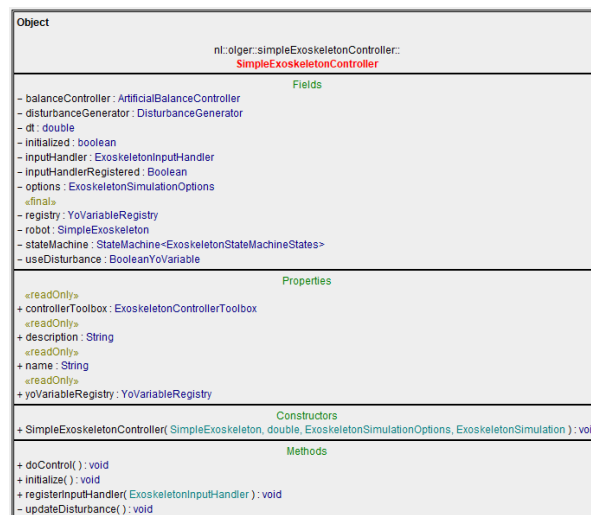 Object
nl::olger::simpleExoskeletonController::
SimpleExoskeletonController
Fields
– balanceController : ArtificialBalanceController
– disturbanceGenerator : DisturbanceGenerator
– dt : double
– initialized : boolean
– inputHandler : ExoskeletonInputHandler
– inputHandlerRegistered : Boolean
– options : ExoskeletonSimulationOptions
«final»
– registry : YoVariableRegistry
– robot : SimpleExoskeleton
– stateMachine : StateMachine<ExoskeletonStateMachineStates>
– useDisturbance : BooleanYoVariable
Properties
«readOnly»
+ controllerToolbox : ExoskeletonControllerToolbox
«readOnly»
+ description : String
«readOnly»
+ name : String
«readOnly»
+ yoVariableRegistry : YoVariableRegistry
Constructors
+ SimpleExoskeletonController( SimpleExoskeleton, double, ExoskeletonSimulationOptions, ExoskeletonSimulation ) : voi
Methods
+ doControl( ) : void
+ initialize( ) : void
+ registerInputHandler( ExoskeletonInputHandler ) : void
– updateDisturbance( ) : void